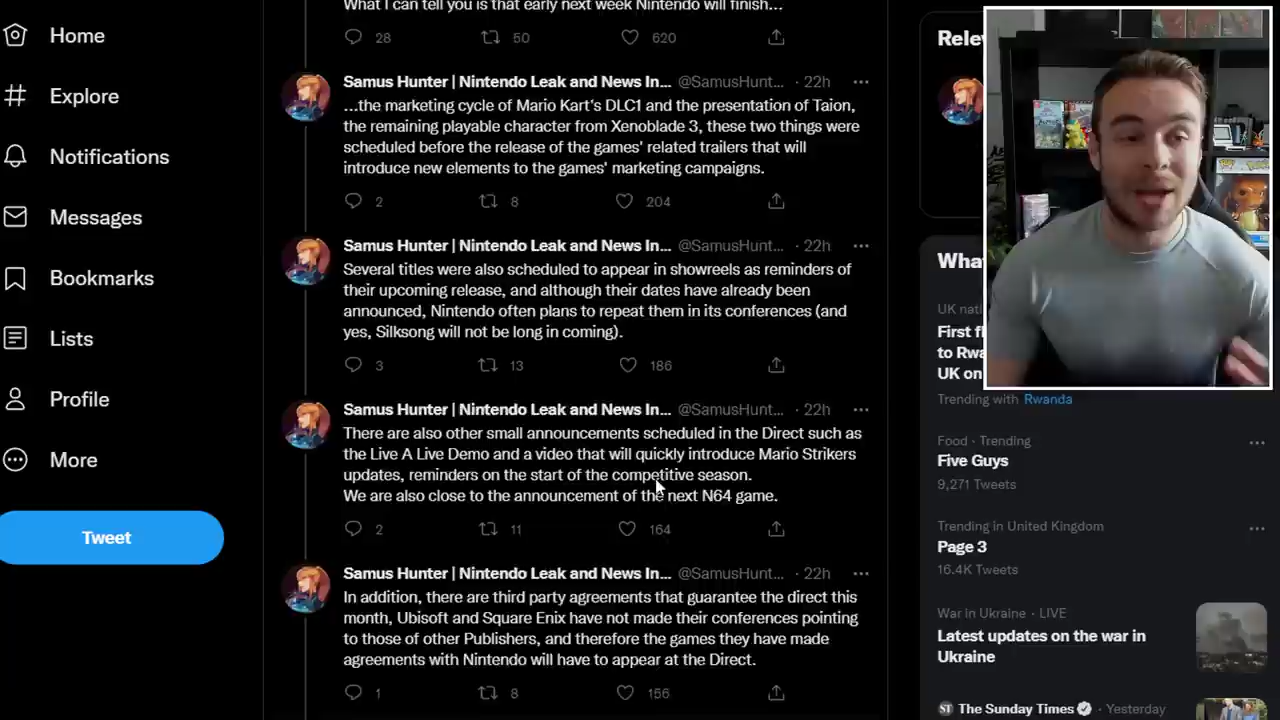 What I can tell you is that early next week Nintendo will finish...
28 50 620
Home
Explore
Notifications
Messages
Bookmarks
Lists
Profile
More
Tweet
Samus Hunter | Nintendo Leak and News In... @SamusHunt... · 22h
...the marketing cycle of Mario Kart's DLC1 and the presentation of Taion,
the remaining playable character from Xenoblade 3, these two things were
scheduled before the release of the games' related trailers that will
introduce new elements to the games' marketing campaigns.
2 8 204
Samus Hunter | Nintendo Leak and News In... @SamusHunt... · 22h
Several titles were also scheduled to appear in showreels as reminders of
their upcoming release, and although their dates have already been
announced, Nintendo often plans to repeat them in its conferences (and
yes, Silksong will not be long in coming).
3 13 186
Samus Hunter | Nintendo Leak and News In... @SamusHunt... · 22h
There are also other small announcements scheduled in the Direct such as
the Live A Live Demo and a video that will quickly introduce Mario Strikers
updates, reminders on the start of the competitive season.
We are also close to the announcement of the next N64 game.
2 11 164
Samus Hunter | Nintendo Leak and News In... @SamusHunt... · 22h
In addition, there are third party agreements that guarantee the direct this
month, Ubisoft and Square Enix have not made their conferences pointing
to those of other Publishers, and therefore the games they have made
agreements with Nintendo will have to appear at the Direct.
1 8 156
Rele
Wha
UK nati
First fl
to Rwa
UK on
Trending with Rwanda
Food · Trending
Five Guys
9,271 Tweets
Trending in United Kingdom
Page 3
16.4K Tweets
War in Ukraine · LIVE
Latest updates on the war in
Ukraine
The Sunday Times · Yesterday